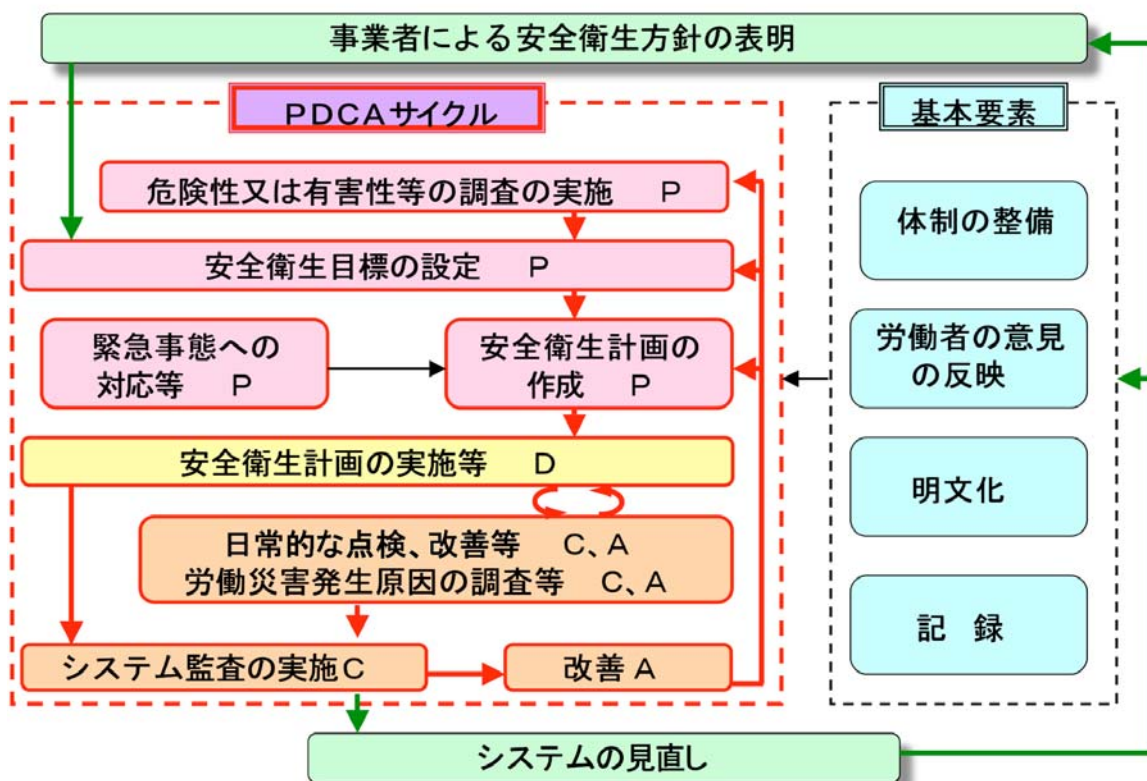 事業者による安全衛生方針の表明
PDCAサイクル
危険性又は有害性等の調査の実施　P
安全衛生目標の設定　P
緊急事態への
対応等　P
安全衛生計画の
作成　P
安全衛生計画の実施等　D
日常的な点検、改善等　C、A
労働災害発生原因の調査等　C、A
システム監査の実施C
改善A
基本要素
体制の整備
労働者の意見
の反映
明文化
記　録
システムの見直し